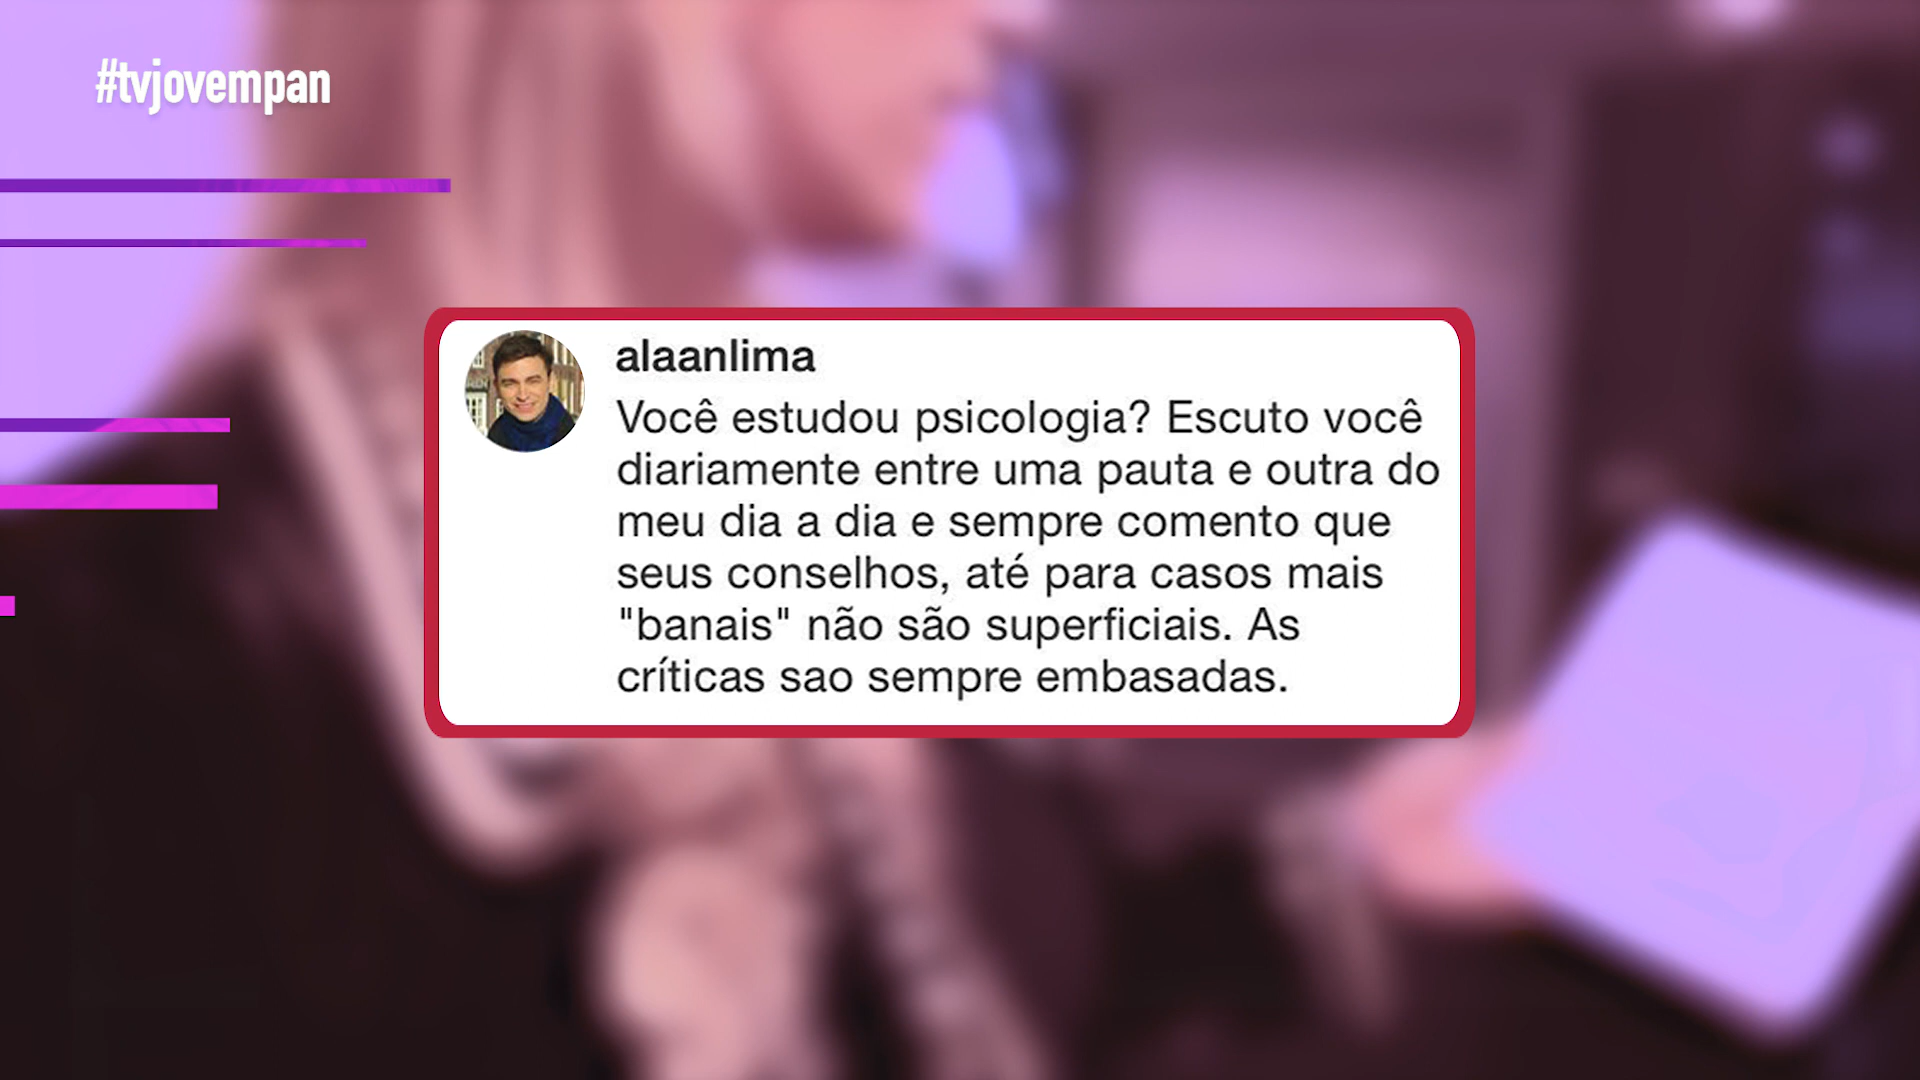 #tvjovempan
alaanlima
Você estudou psicologia? Escuto você
diariamente entre uma pauta e outra do
meu dia a dia e sempre comento que
seus conselhos, até para casos mais
"banais" não são superficiais. As
críticas sao sempre embasadas.